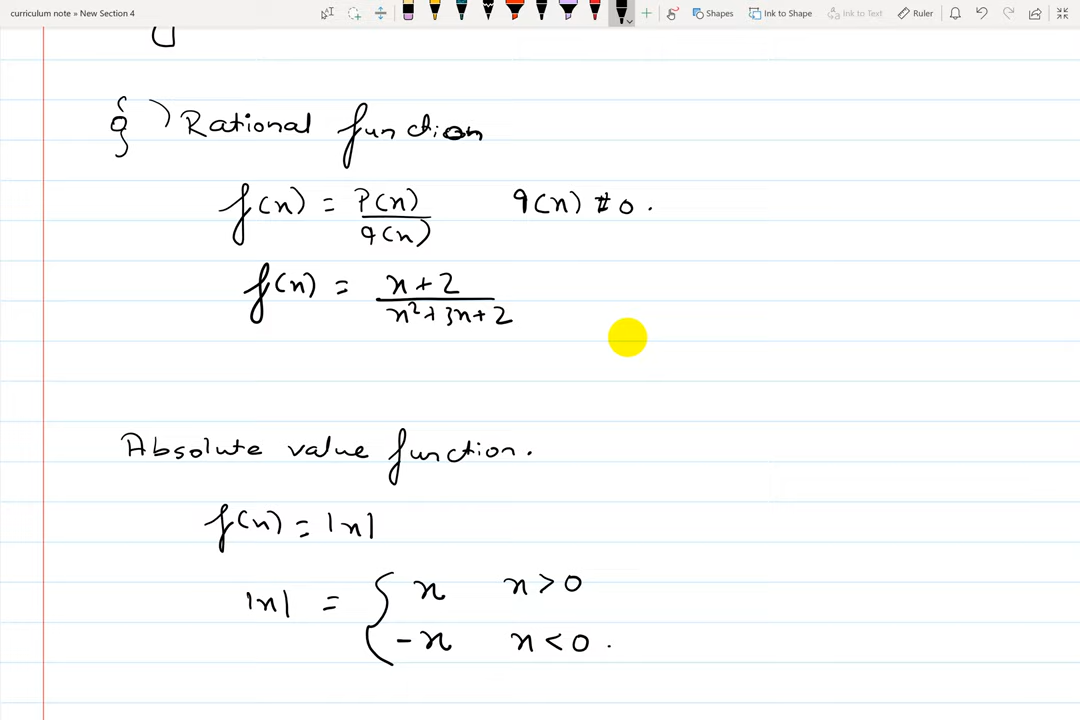 curriculum note » New Section 4
Shapes Ink to Shape Ink to Text Ruler
) Rational function
f(x) = P(x)/q(x) q(x) ≠ 0.
f(x) = x+2/x²+3x+2
Absolute value function.
f(x) = |x|
|x| = { x x > 0
-x x < 0.